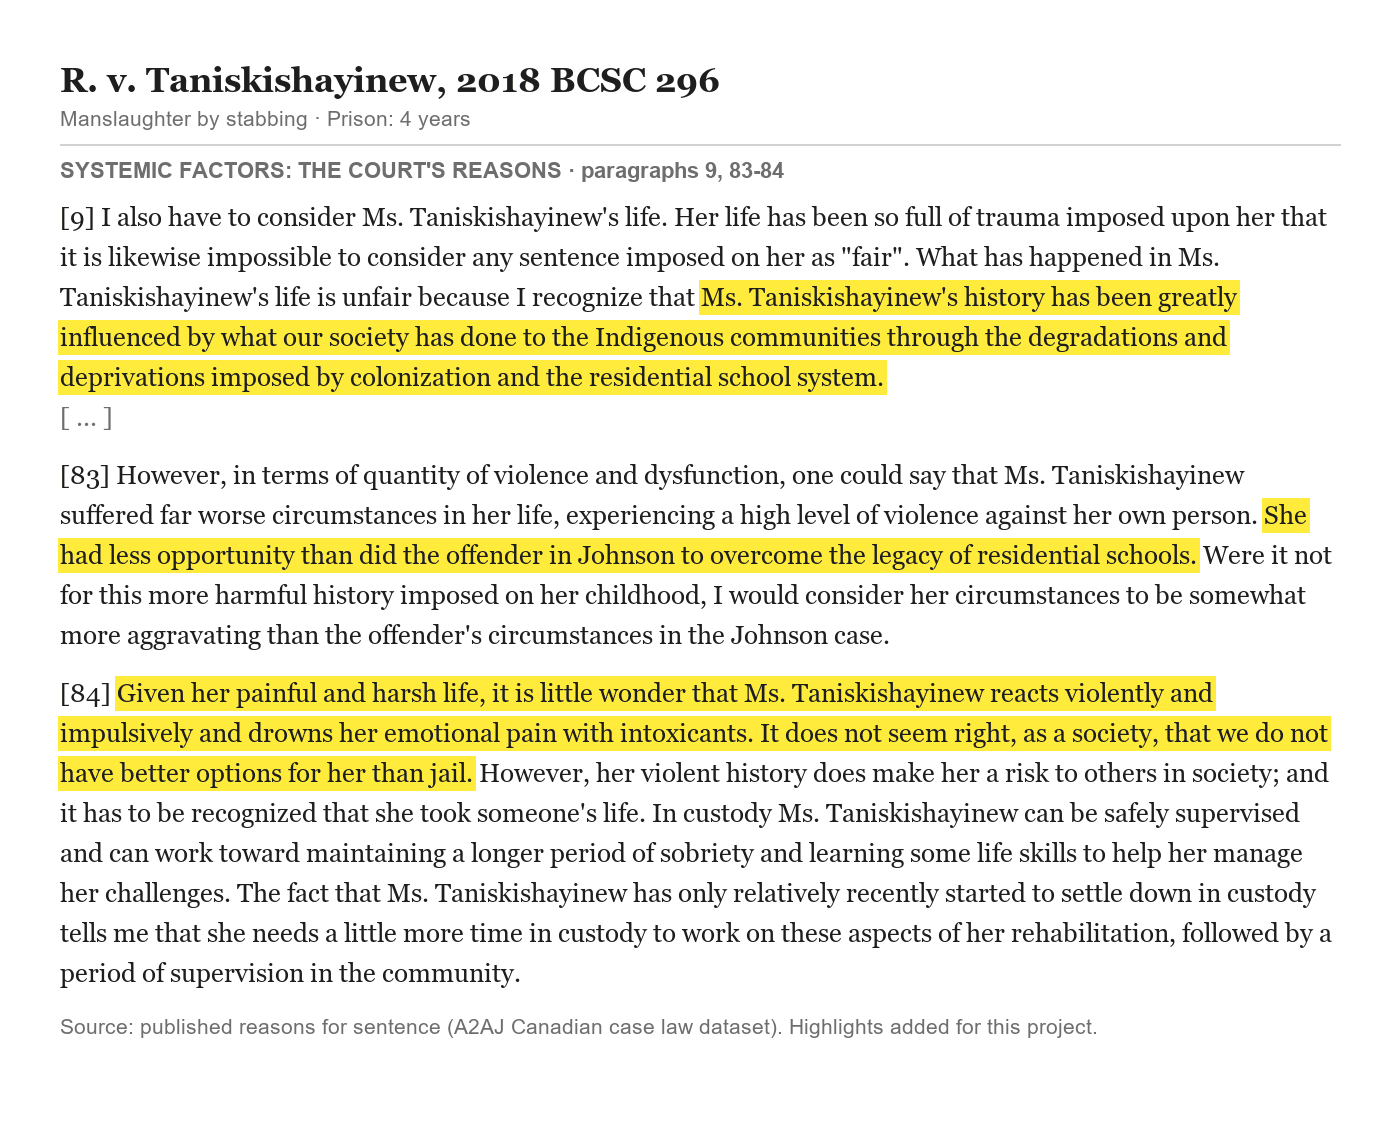 R. v. Taniskishayinew, 2018 BCSC 296
Manslaughter by stabbing · Prison: 4 years
SYSTEMIC FACTORS: THE COURT'S REASONS · paragraphs 9, 83-84
[9] I also have to consider Ms. Taniskishayinew's life. Her life has been so full of trauma imposed upon her that
it is likewise impossible to consider any sentence imposed on her as "fair". What has happened in Ms.
Taniskishayinew's life is unfair because I recognize that Ms. Taniskishayinew's history has been greatly
influenced by what our society has done to the Indigenous communities through the degradations and
deprivations imposed by colonization and the residential school system.
[ ... ]
[83] However, in terms of quantity of violence and dysfunction, one could say that Ms. Taniskishayinew
suffered far worse circumstances in her life, experiencing a high level of violence against her own person. She
had less opportunity than did the offender in Johnson to overcome the legacy of residential schools. Were it not
for this more harmful history imposed on her childhood, I would consider her circumstances to be somewhat
more aggravating than the offender's circumstances in the Johnson case.
[84] Given her painful and harsh life, it is little wonder that Ms. Taniskishayinew reacts violently and
impulsively and drowns her emotional pain with intoxicants. It does not seem right, as a society, that we do not
have better options for her than jail. However, her violent history does make her a risk to others in society; and
it has to be recognized that she took someone's life. In custody Ms. Taniskishayinew can be safely supervised
and can work toward maintaining a longer period of sobriety and learning some life skills to help her manage
her challenges. The fact that Ms. Taniskishayinew has only relatively recently started to settle down in custody
tells me that she needs a little more time in custody to work on these aspects of her rehabilitation, followed by a
period of supervision in the community.
Source: published reasons for sentence (A2AJ Canadian case law dataset). Highlights added for this project.